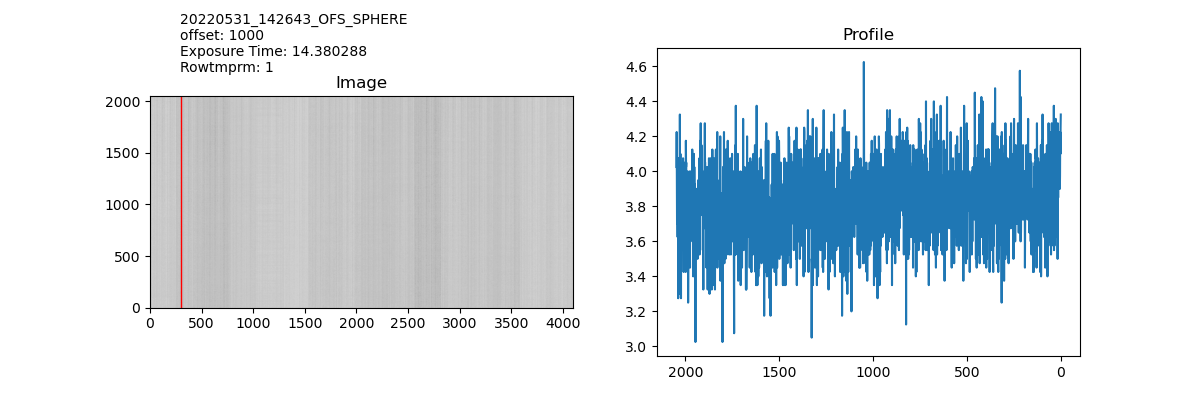 20220531_142643_OFS_SPHERE
offset: 1000
Exposure Time: 14.380288
Rowtmprm: 1
Image
2000
1500
1000
500
0
0 500 1000 1500 2000 2500 3000 3500 4000
Profile
4.6
4.4
4.2
4.0
3.8
3.6
3.4
3.2
3.0
2000 1500 1000 500 0